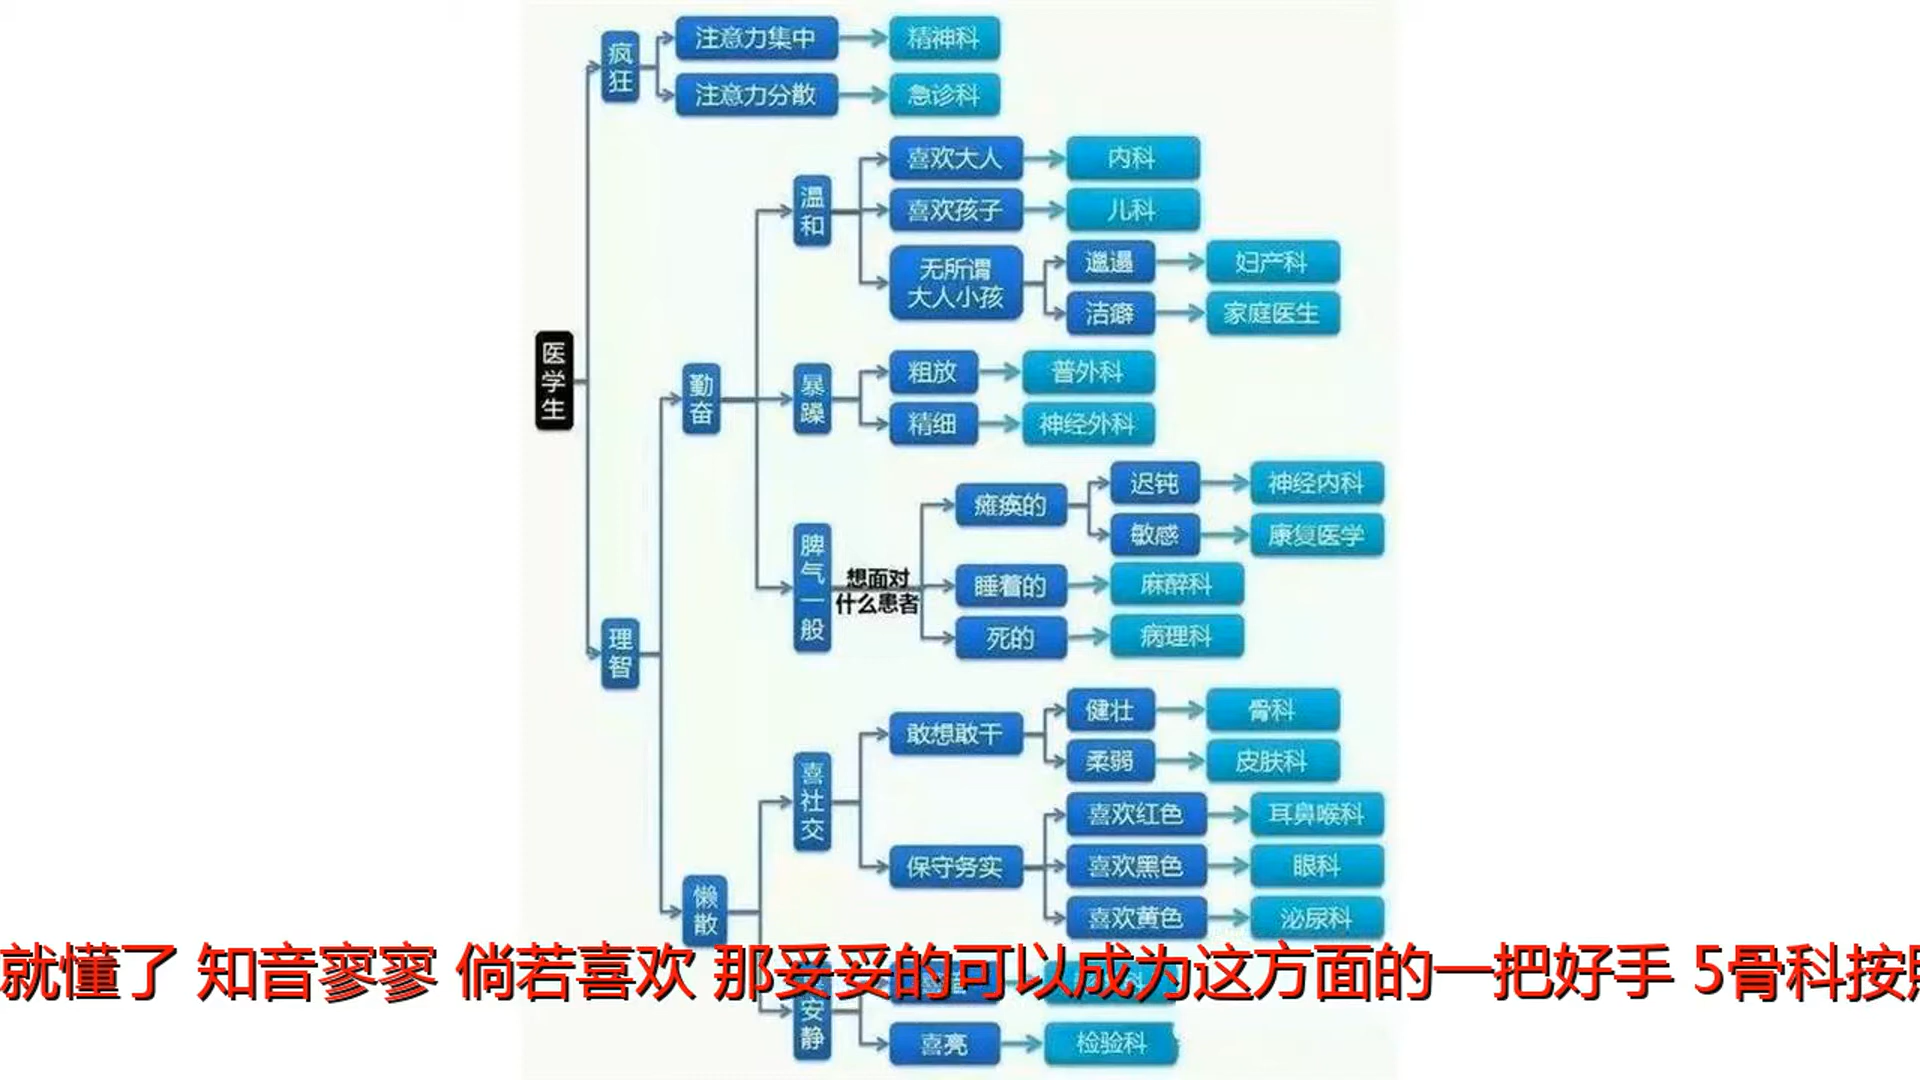 医学生
疯狂
注意力集中
精神科
注意力分散
急诊科
理智
勤奋
温和
喜欢大人
内科
喜欢孩子
儿科
无所谓
大人小孩
邋遢
妇产科
洁癖
家庭医生
暴躁
粗放
普外科
精细
神经外科
脾气一般
想面对
什么患者
瘫痪的
迟钝
神经内科
敏感
康复医学
睡着的
麻醉科
死的
病理科
懒散
喜社交
敢想敢干
健壮
骨科
柔弱
皮肤科
保守务实
喜欢红色
耳鼻喉科
喜欢黑色
眼科
喜欢黄色
泌尿科
就懂了 知音寥寥 倘若喜欢 那妥妥的可以成为这方面的一把好手 5骨科按照
安静
喜亮
检验科